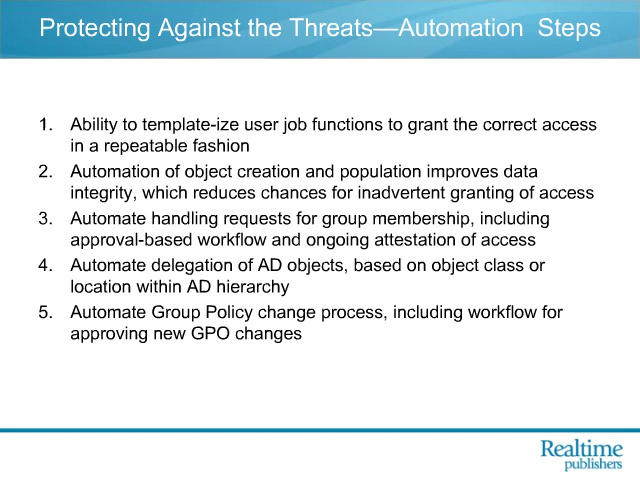 Protecting Against the Threats—Automation  Steps
1. Ability to template-ize user job functions to grant the correct access
in a repeatable fashion
2. Automation of object creation and population improves data
integrity, which reduces chances for inadvertent granting of access
3. Automate handling requests for group membership, including
approval-based workflow and ongoing attestation of access
4. Automate delegation of AD objects, based on object class or
location within AD hierarchy
5. Automate Group Policy change process, including workflow for
approving new GPO changes
Realtime
publishers